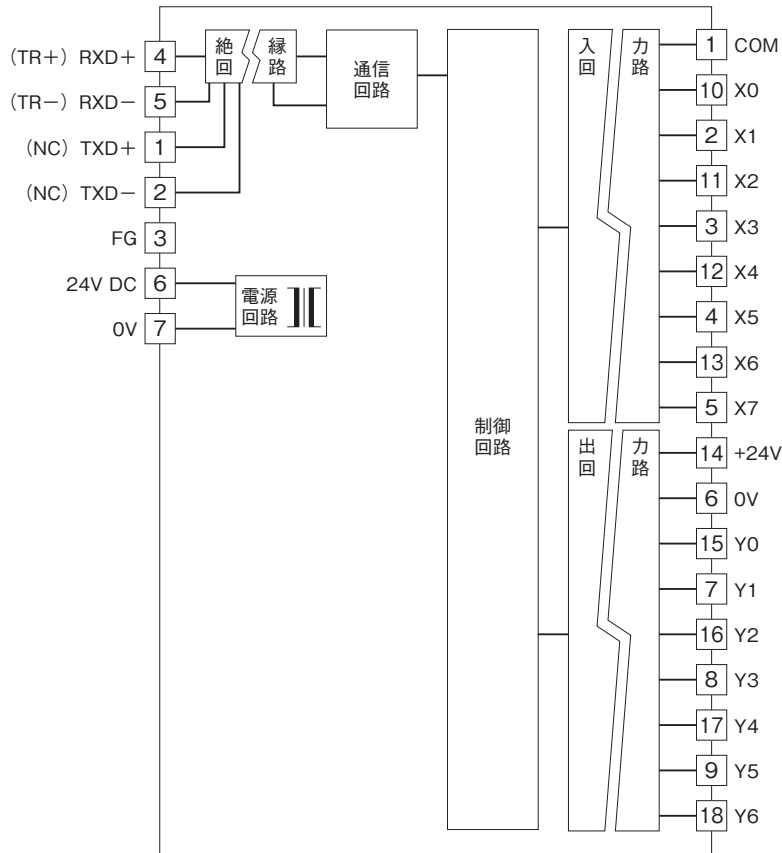 (TR+) RXD+ 4
(TR−) RXD− 5
(NC) TXD+ 1
(NC) TXD− 2
FG 3
24V DC 6
0V 7
絶縁
回路
通信
回路
電源
回路
制御
回路
入力
回路
出力
回路
1 COM
10 X0
2 X1
11 X2
3 X3
12 X4
4 X5
13 X6
5 X7
14 +24V
6 0V
15 Y0
7 Y1
16 Y2
8 Y3
17 Y4
9 Y5
18 Y6